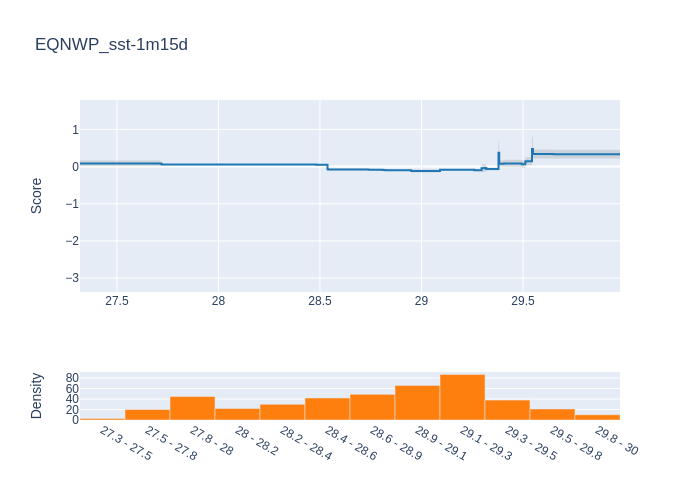 EQNWP_sst-1m15d
Score
1
0
−1
−2
−3
27.5 28 28.5 29 29.5
Density
80
60
40
20
0
27.3 - 27.5
27.5 - 27.8
27.8 - 28
28 - 28.2
28.2 - 28.4
28.4 - 28.6
28.6 - 28.9
28.9 - 29.1
29.1 - 29.3
29.3 - 29.5
29.5 - 29.8
29.8 - 30